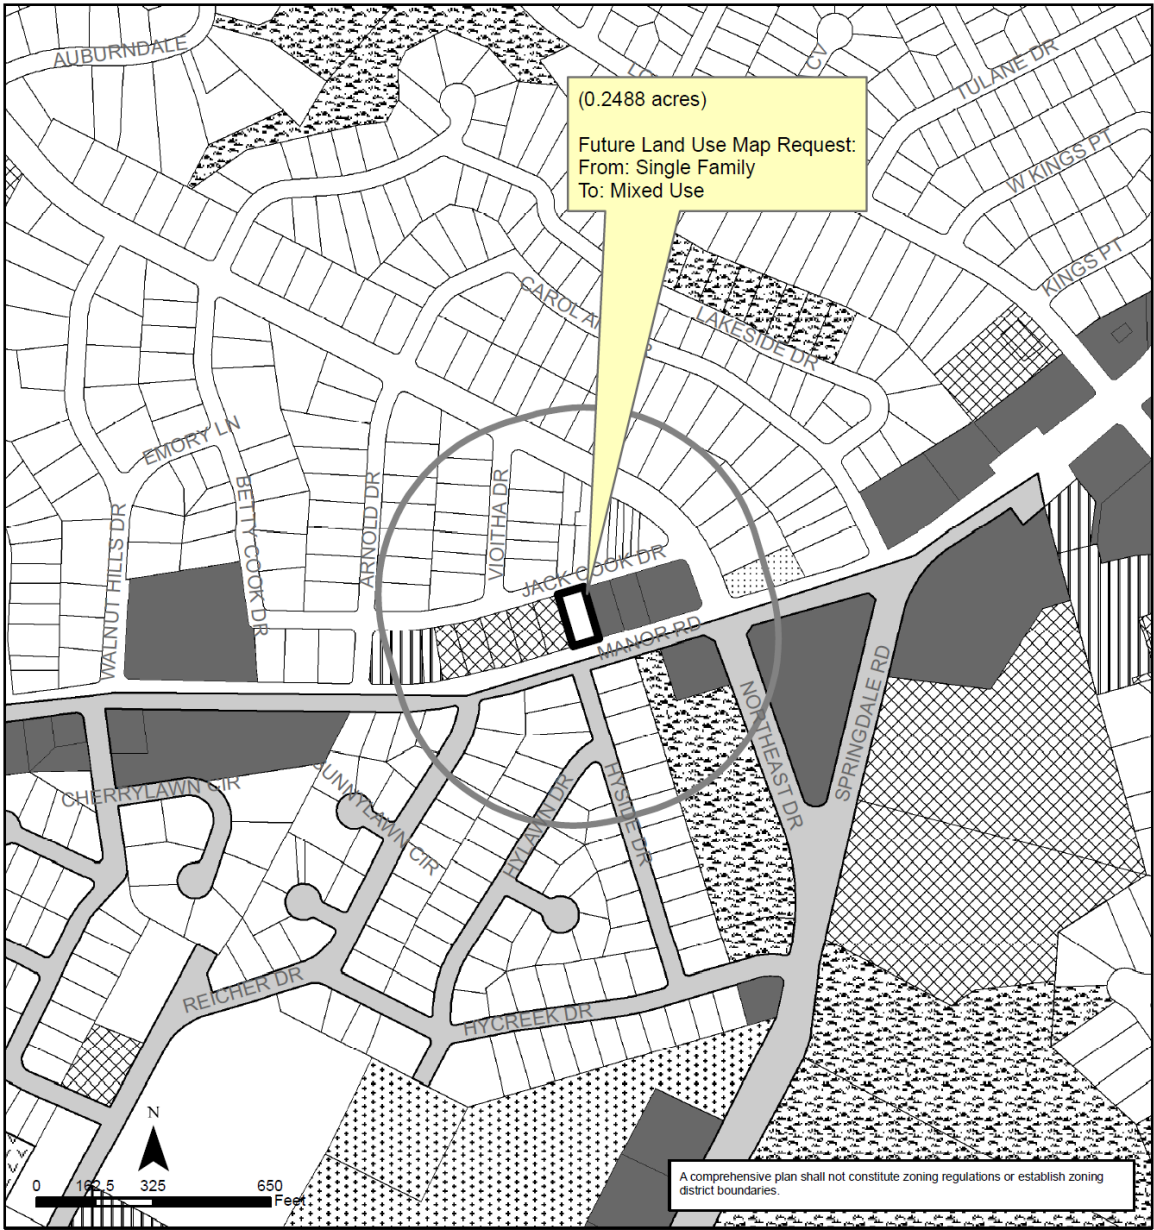 AUBURNDALE
CV
TULANE DR
(0.2488 acres)
Future Land Use Map Request:
From: Single Family
To: Mixed Use
W KINGS PT
KINGS PT
LAKESIDE DR
EMORY LN
WALNUT HILLS DR
BETTY COOK DR
ARNOLD DR
VIOITHA DR
JACK COOK DR
MANOR RD
NORTHEAST DR
SPRINGDALE RD
CHERRYLAWN CIR
SUNNYLAWN CIR
HYLAWN DR
HYSIDE DR
REICHER DR
HYCREEK DR
N
0 162.5 325 650
Feet
A comprehensive plan shall not constitute zoning regulations or establish zoning
district boundaries.